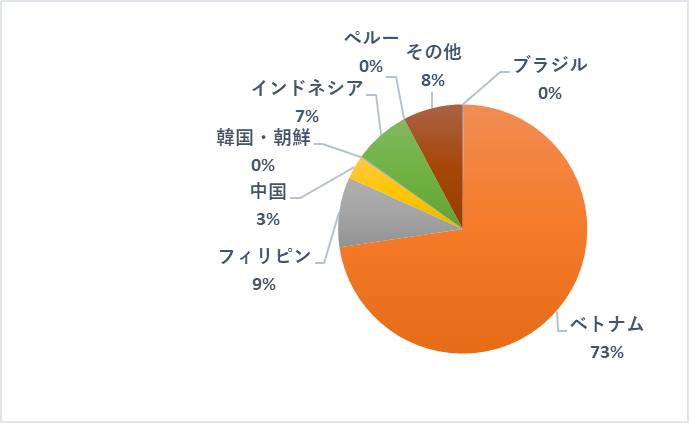 ペルー
0%
その他
8%
ブラジル
0%
インドネシア
7%
韓国・朝鮮
0%
中国
3%
フィリピン
9%
ベトナム
73%